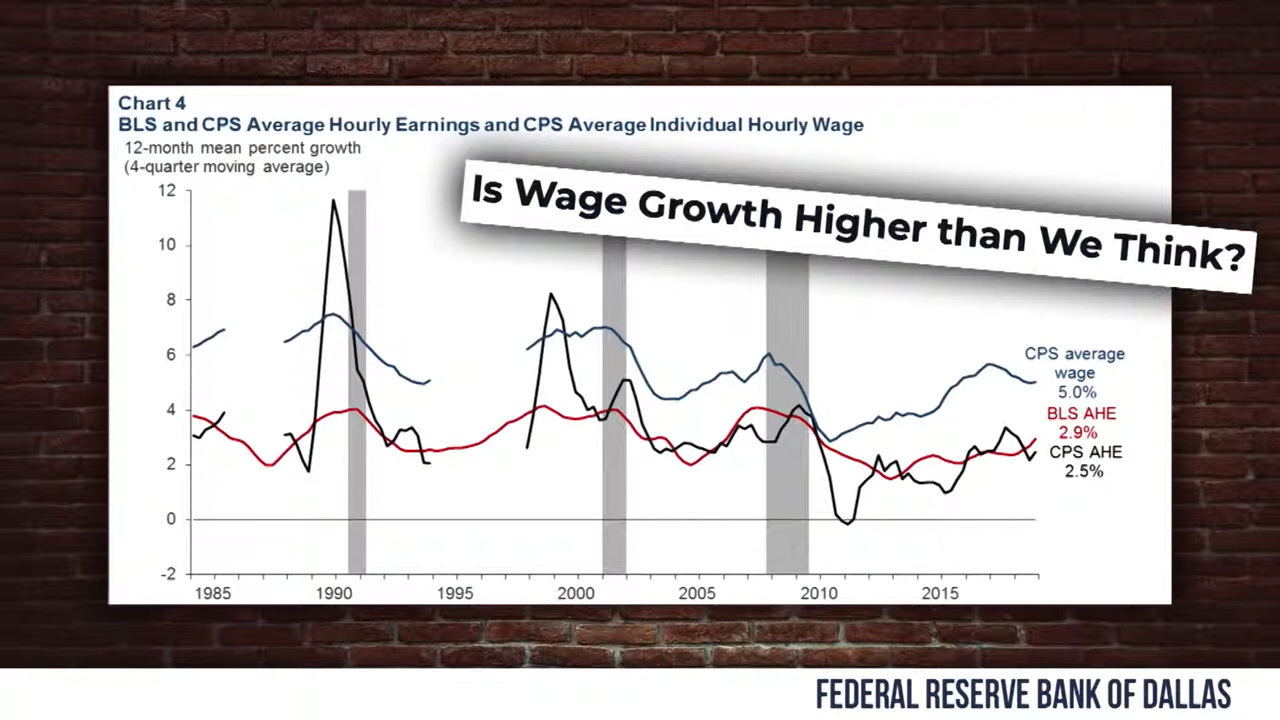 Chart 4
BLS and CPS Average Hourly Earnings and CPS Average Individual Hourly Wage
12-month mean percent growth
(4-quarter moving average)
Is Wage Growth Higher than We Think?
12
10
8
6
4
2
0
-2
CPS average
wage
5.0%
BLS AHE
2.9%
CPS AHE
2.5%
1985 1990 1995 2000 2005 2010 2015
FEDERAL RESERVE BANK OF DALLAS